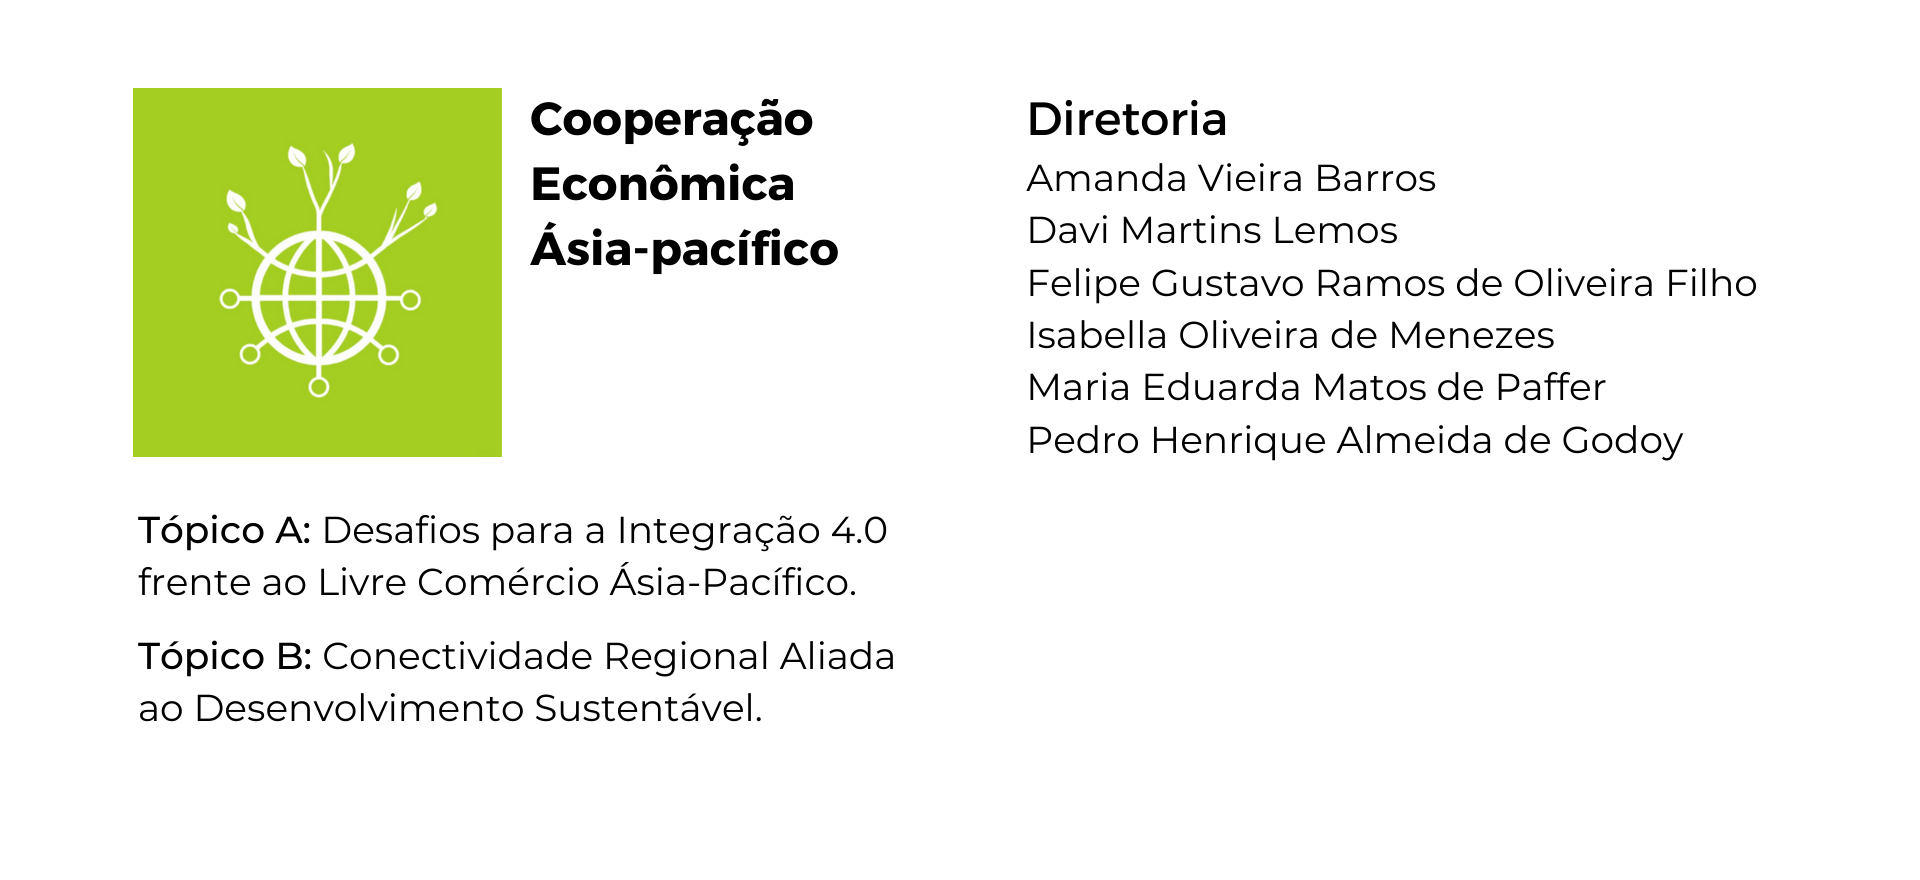 Cooperação
Econômica
Ásia-pacífico
Tópico A: Desafios para a Integração 4.0
frente ao Livre Comércio Ásia-Pacífico.
Tópico B: Conectividade Regional Aliada
ao Desenvolvimento Sustentável.
Diretoria
Amanda Vieira Barros
Davi Martins Lemos
Felipe Gustavo Ramos de Oliveira Filho
Isabella Oliveira de Menezes
Maria Eduarda Matos de Paffer
Pedro Henrique Almeida de Godoy